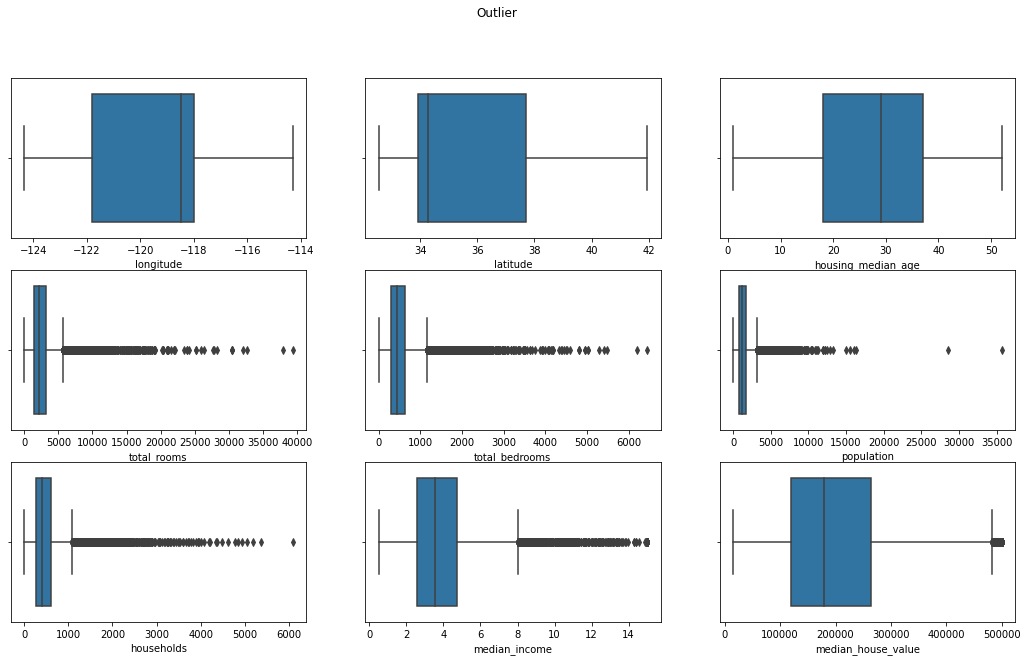 Outlier
−124 −122 −120 −118 −116 −114
longitude
34 36 38 40 42
latitude
0 10 20 30 40 50
housing_median_age
0 5000 10000 15000 20000 25000 30000 35000 40000
total_rooms
0 1000 2000 3000 4000 5000 6000
total_bedrooms
0 5000 10000 15000 20000 25000 30000 35000
population
0 1000 2000 3000 4000 5000 6000
households
0 2 4 6 8 10 12 14
median_income
0 100000 200000 300000 400000 500000
median_house_value